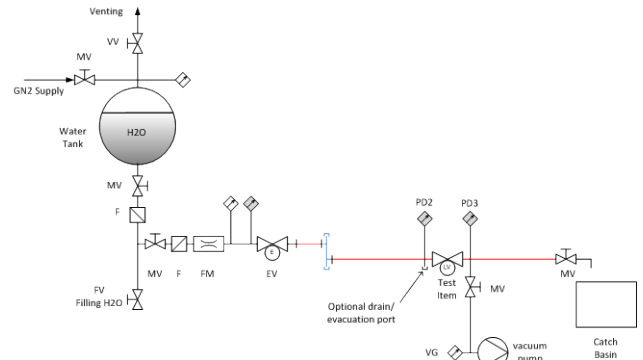 Venting
VV
MV
GN2 Supply
Water
Tank
H2O
MV
F
MV
F
FM
EV
E
FV
Filling H2O
PD2
PD3
LV
Test
Item
MV
MV
Optional drain/
evacuation port
VG
vacuum
pump
Catch
Basin